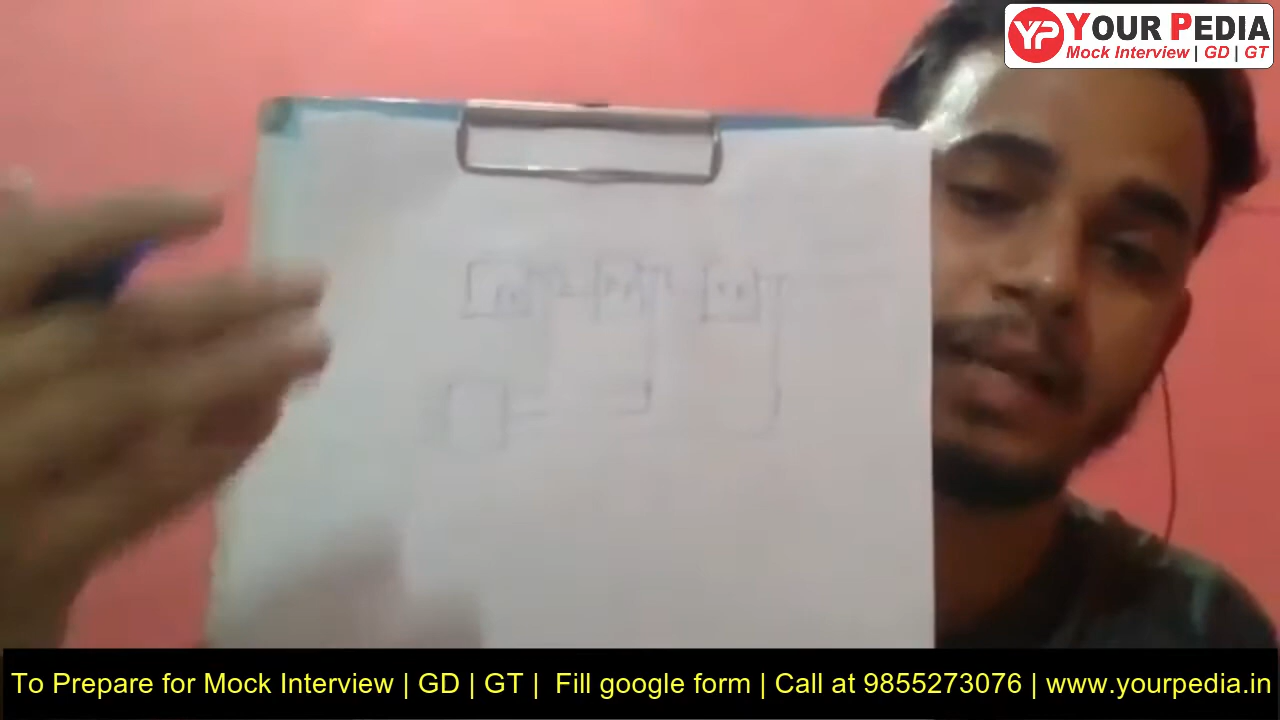 YP YOUR PEDIA
Mock Interview | GD | GT
To Prepare for Mock Interview | GD | GT | Fill google form | Call at 9855273076 | www.yourpedia.in